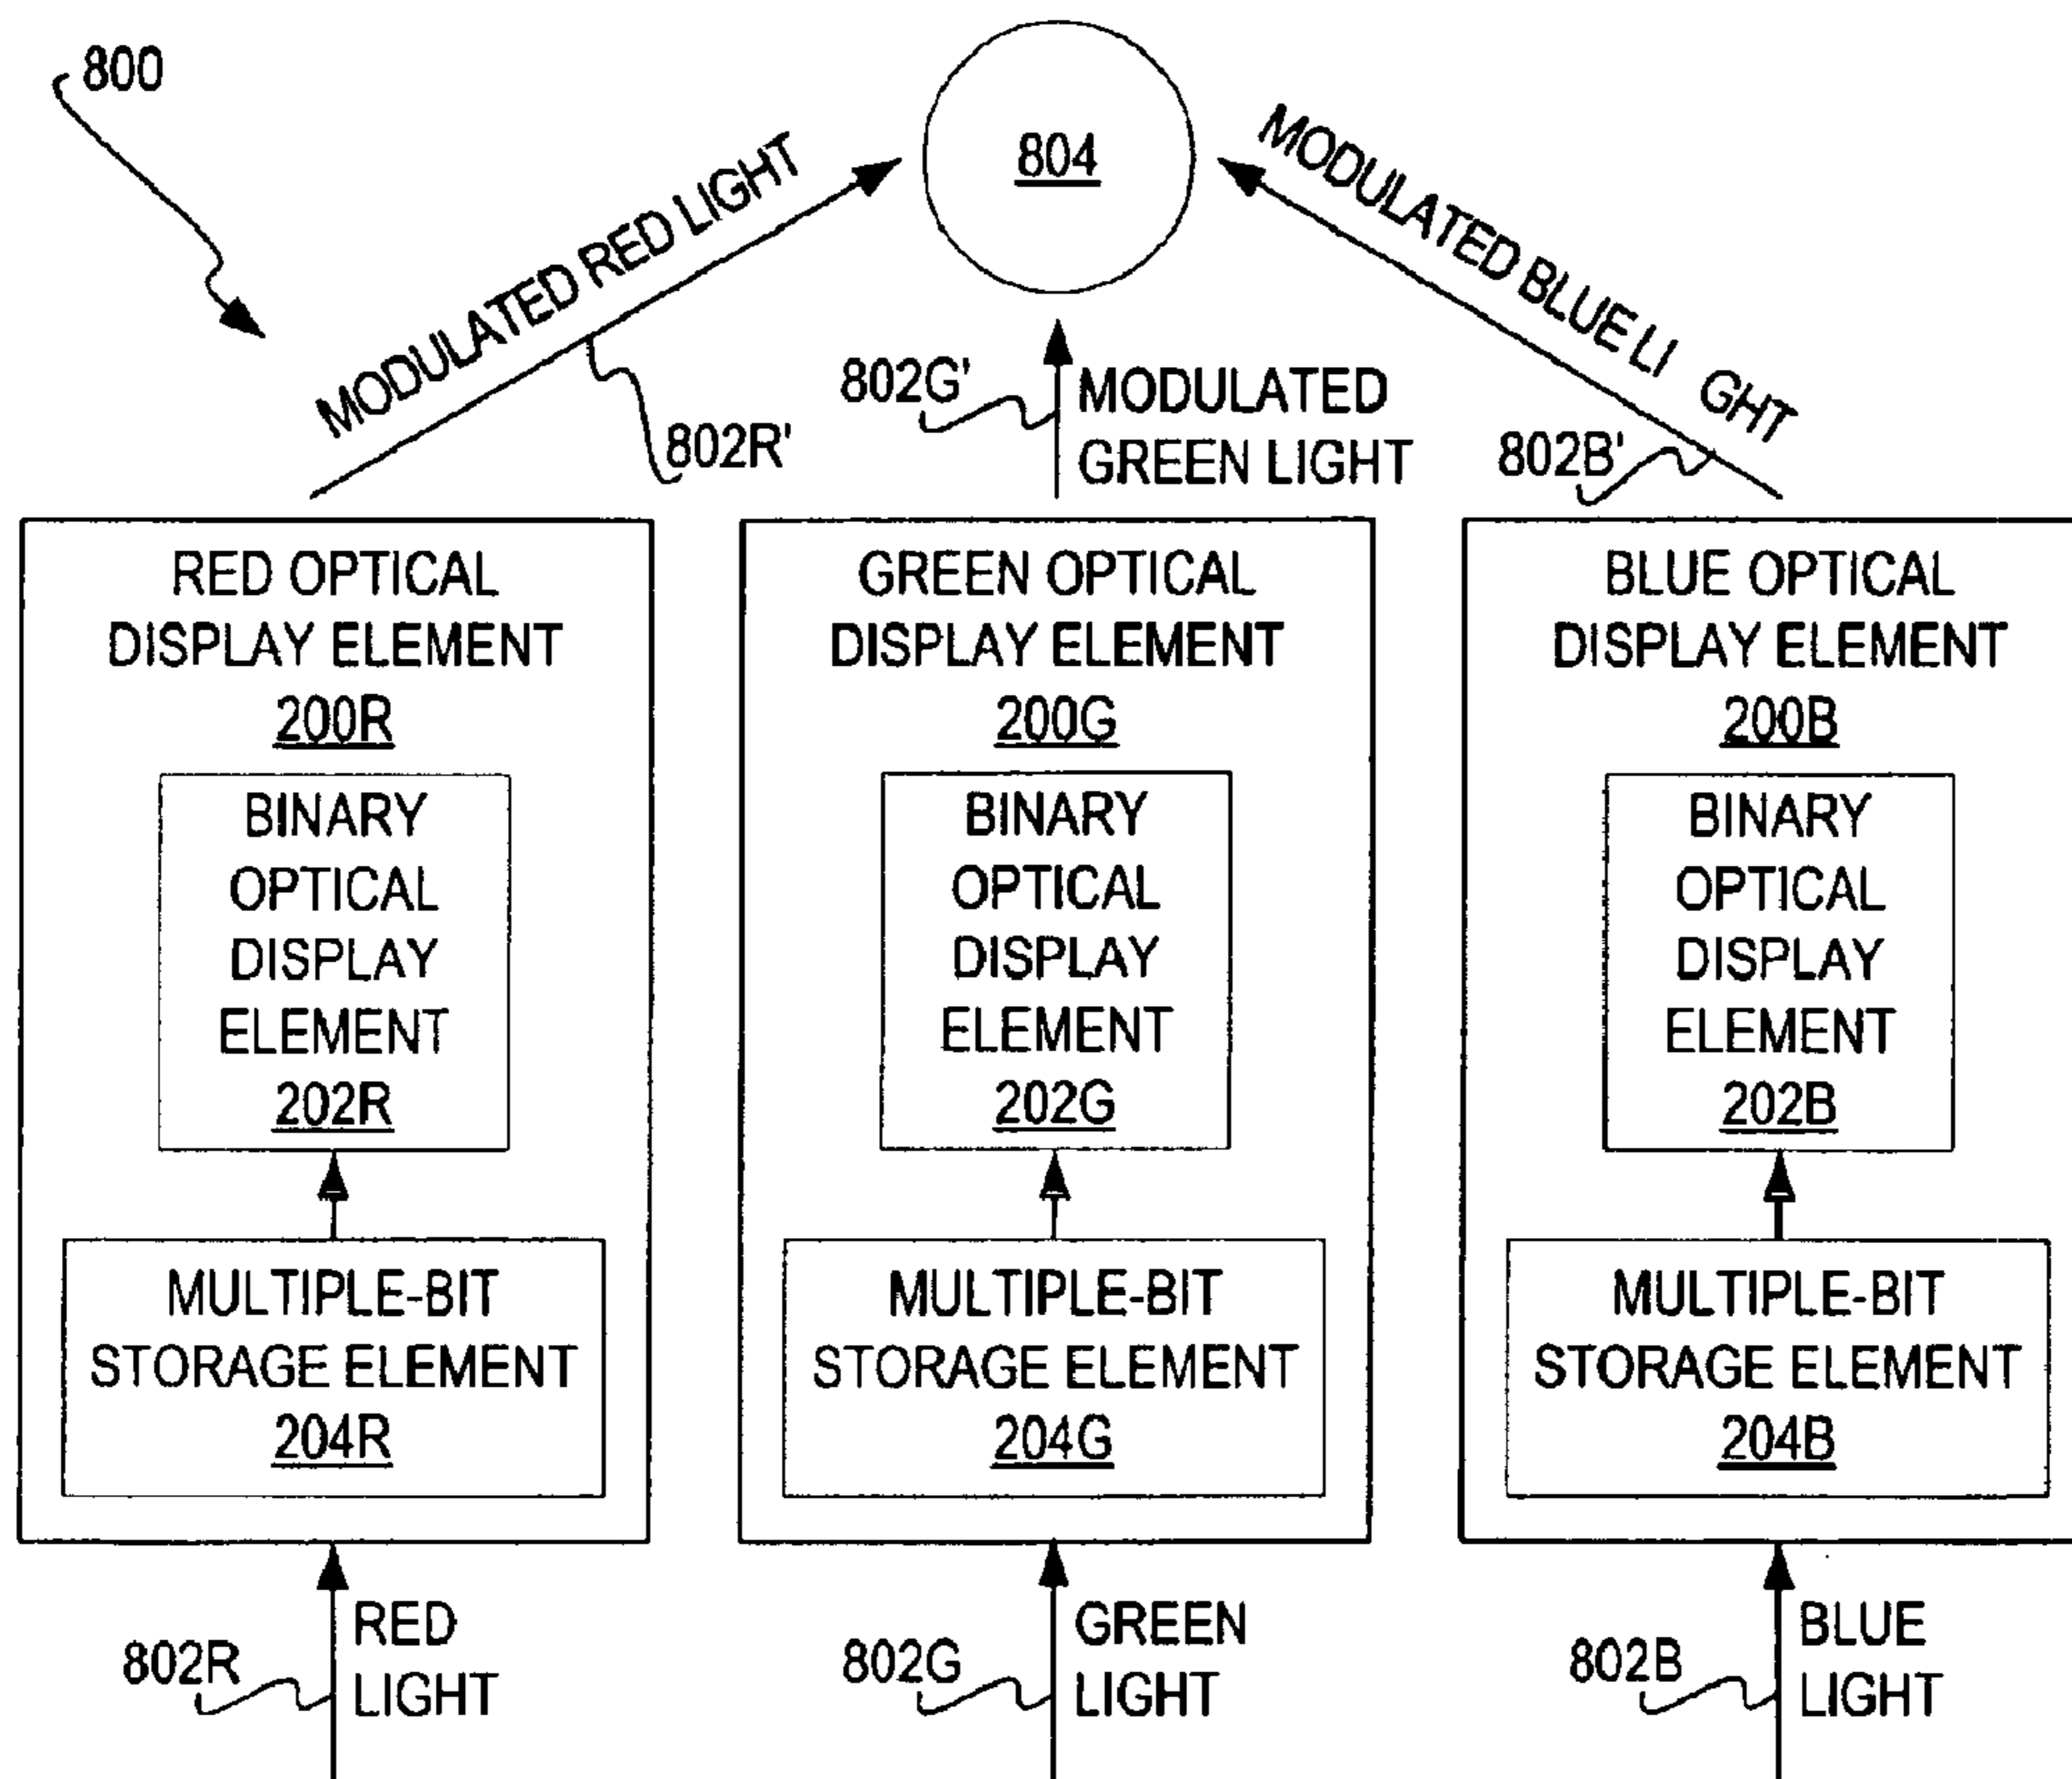 800
804
MODULATED RED LIGHT
MODULATED BLUE LIGHT
802R'
802G'
MODULATED
GREEN LIGHT
802B'
RED OPTICAL
DISPLAY ELEMENT
200R
BINARY
OPTICAL
DISPLAY
ELEMENT
202R
MULTIPLE-BIT
STORAGE ELEMENT
204R
802R
RED
LIGHT
GREEN OPTICAL
DISPLAY ELEMENT
200G
BINARY
OPTICAL
DISPLAY
ELEMENT
202G
MULTIPLE-BIT
STORAGE ELEMENT
204G
802G
GREEN
LIGHT
BLUE OPTICAL
DISPLAY ELEMENT
200B
BINARY
OPTICAL
DISPLAY
ELEMENT
202B
MULTIPLE-BIT
STORAGE ELEMENT
204B
802B
BLUE
LIGHT